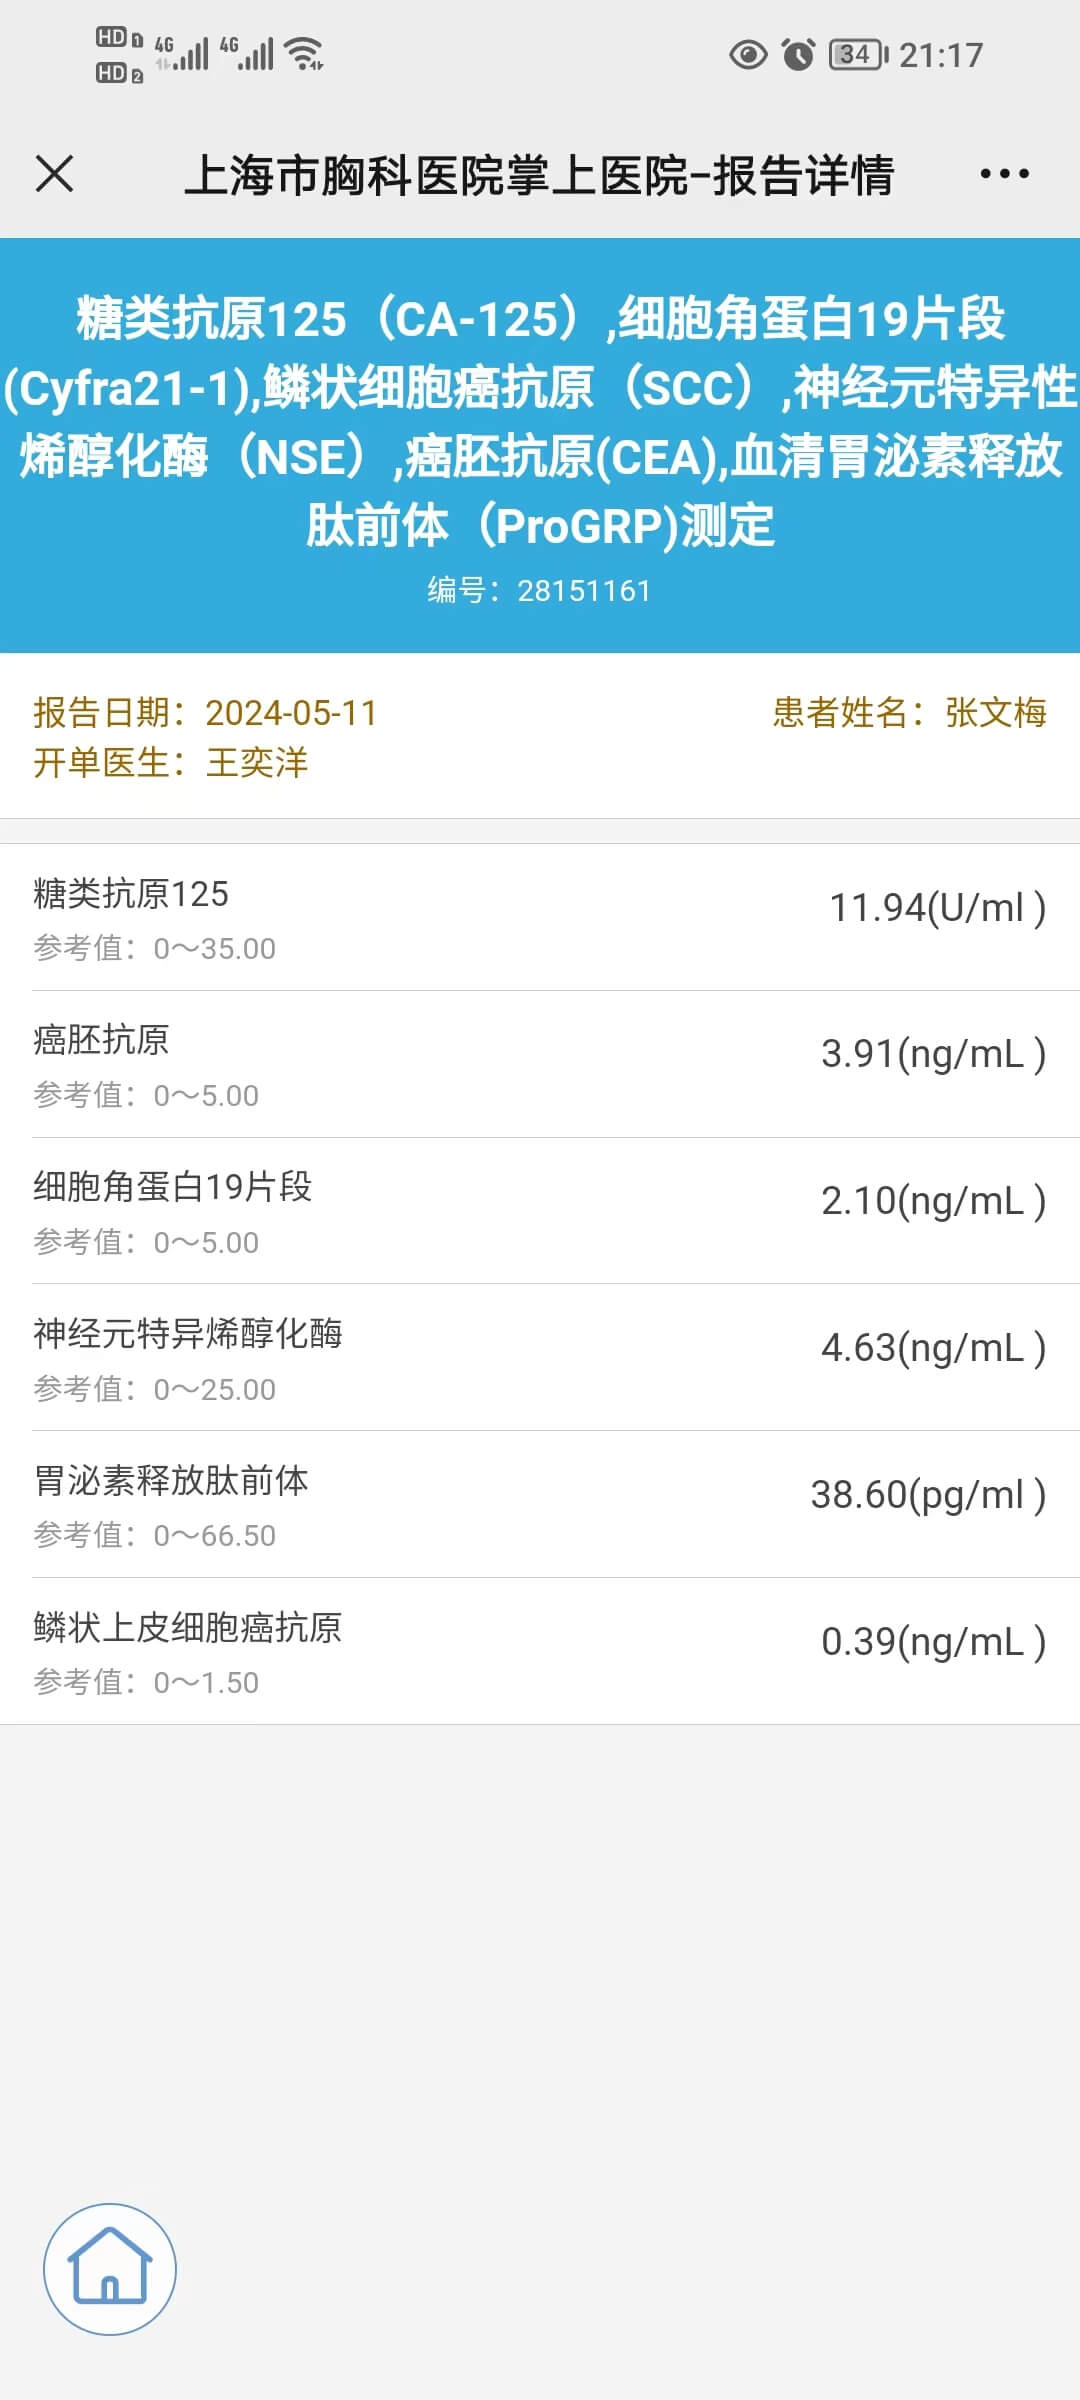 HD 1 4G 4G 34 21:17
HD 2
上海市胸科医院掌上医院-报告详情
糖类抗原125（CA-125）,细胞角蛋白19片段
(Cyfra21-1),鳞状细胞癌抗原（SCC）,神经元特异性
烯醇化酶（NSE）,癌胚抗原(CEA),血清胃泌素释放
肽前体（ProGRP)测定
编号：28151161
报告日期：2024-05-11 患者姓名：张文梅
开单医生：王奕洋
糖类抗原125 11.94(U/ml )
参考值：0～35.00
癌胚抗原 3.91(ng/mL )
参考值：0～5.00
细胞角蛋白19片段 2.10(ng/mL )
参考值：0～5.00
神经元特异烯醇化酶 4.63(ng/mL )
参考值：0～25.00
胃泌素释放肽前体 38.60(pg/ml )
参考值：0～66.50
鳞状上皮细胞癌抗原 0.39(ng/mL )
参考值：0～1.50